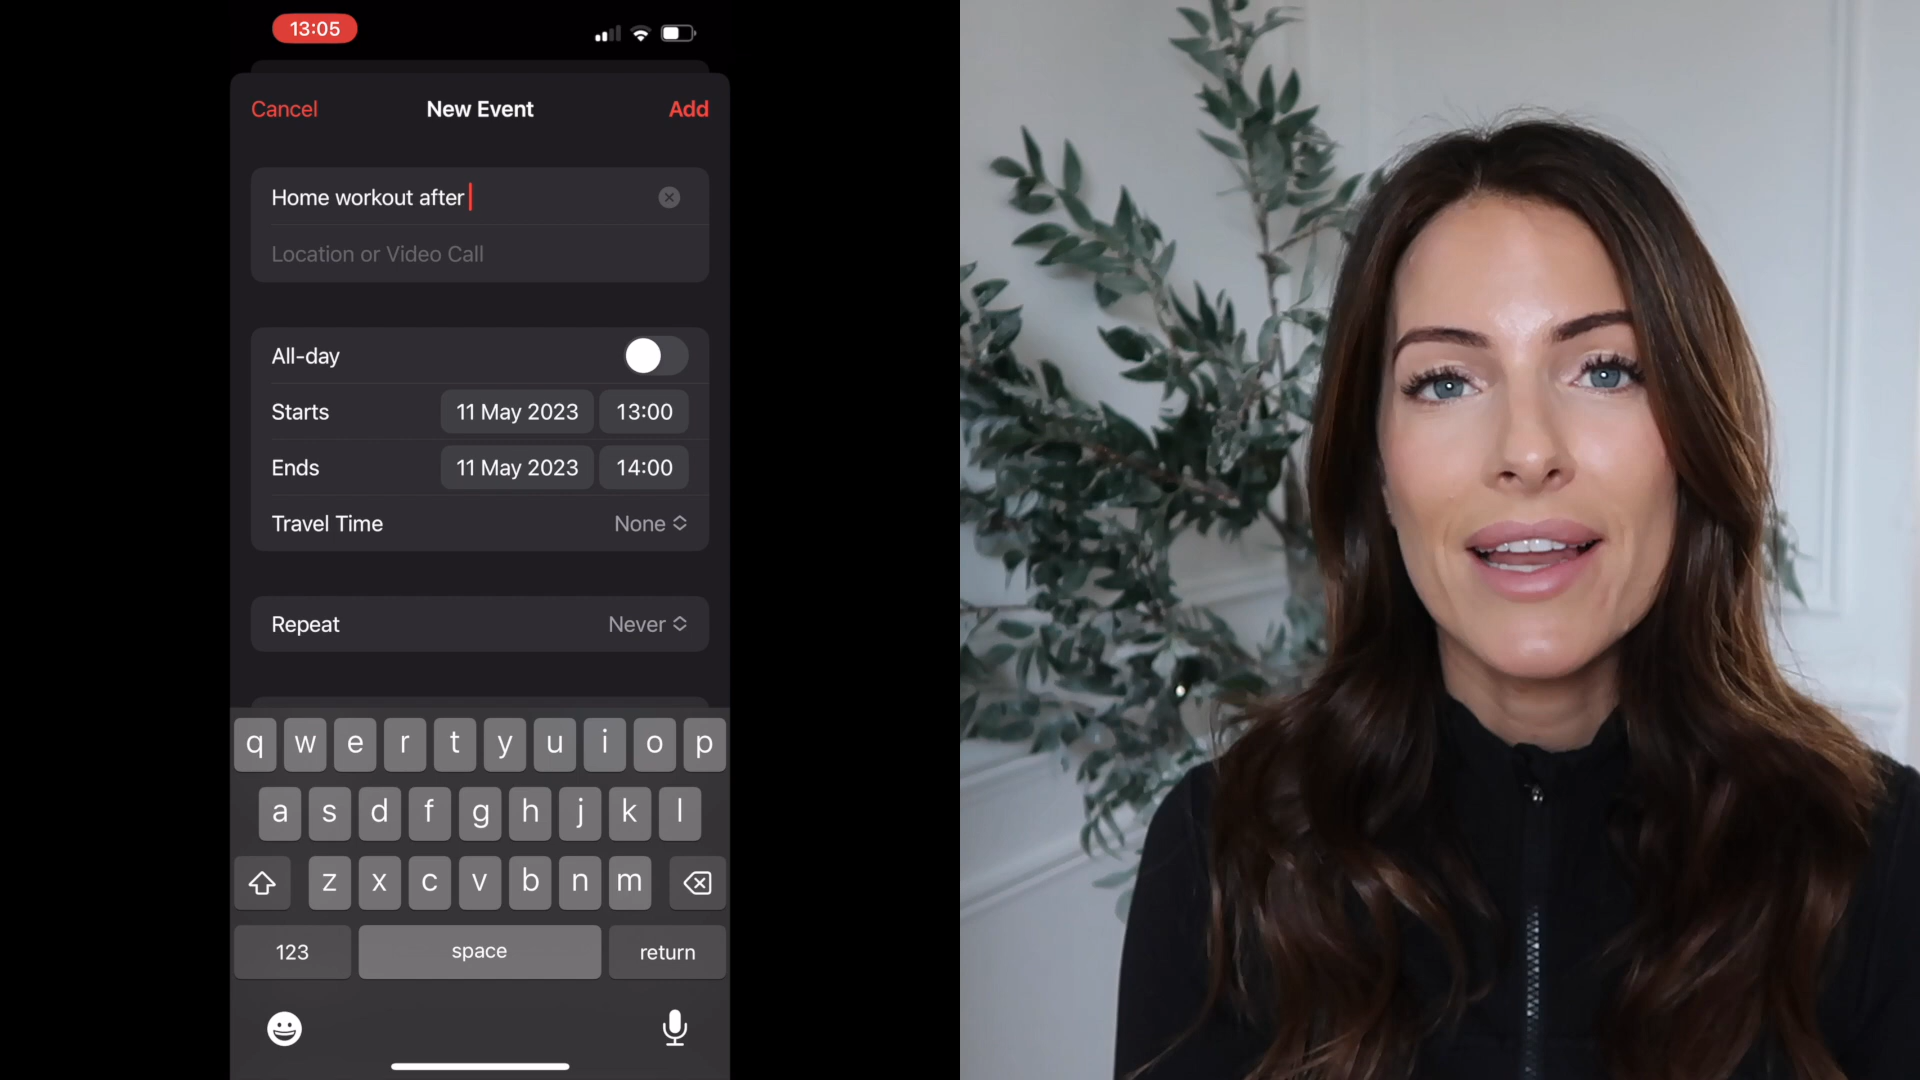 13:05
Cancel New Event Add
Home workout after
Location or Video Call
All-day
Starts 11 May 2023 13:00
Ends 11 May 2023 14:00
Travel Time None
Repeat Never
q w e r t y u i o p
a s d f g h j k l
z x c v b n m
123 space return